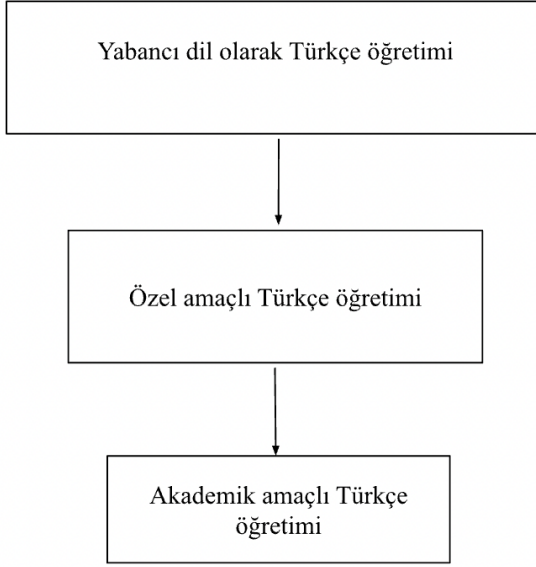 Yabancı dil olarak Türkçe öğretimi
Özel amaçlı Türkçe öğretimi
Akademik amaçlı Türkçe
öğretimi